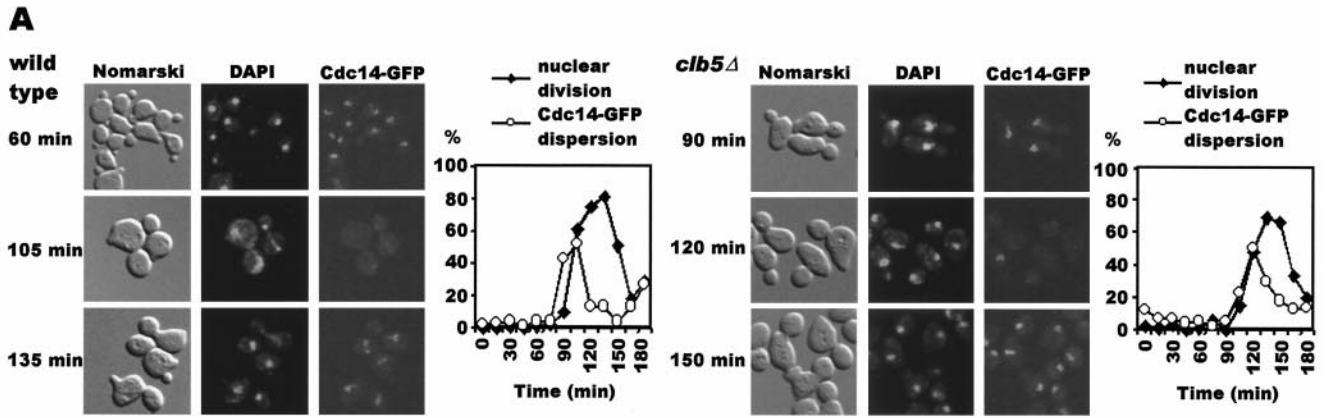 A
wild type
Nomarski DAPI Cdc14-GFP
60 min
105 min
135 min
nuclear division
Cdc14-GFP dispersion
%
100
80
60
40
20
0
0 30 60 90 120 150 180
Time (min)
clb5Δ
Nomarski DAPI Cdc14-GFP
90 min
120 min
150 min
nuclear division
Cdc14-GFP dispersion
%
100
80
60
40
20
0
0 30 60 90 120 150 180
Time (min)